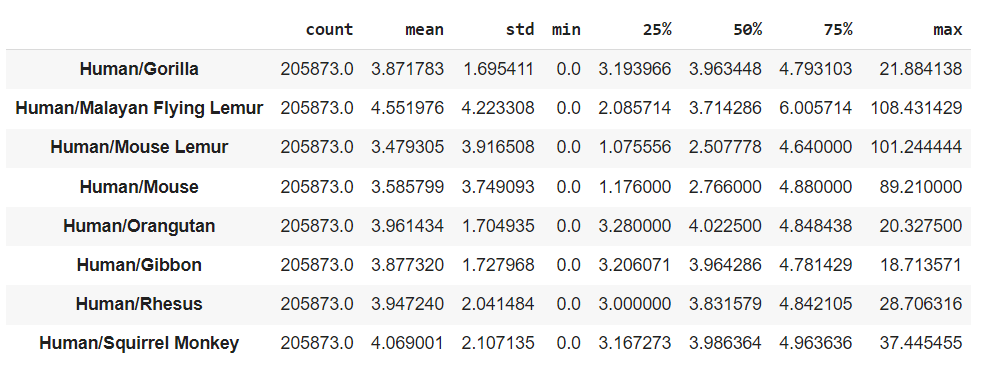 count mean std min 25% 50% 75% max
Human/Gorilla 205873.0 3.871783 1.695411 0.0 3.193966 3.963448 4.793103 21.884138
Human/Malayan Flying Lemur 205873.0 4.551976 4.223308 0.0 2.085714 3.714286 6.005714 108.431429
Human/Mouse Lemur 205873.0 3.479305 3.916508 0.0 1.075556 2.507778 4.640000 101.244444
Human/Mouse 205873.0 3.585799 3.749093 0.0 1.176000 2.766000 4.880000 89.210000
Human/Orangutan 205873.0 3.961434 1.704935 0.0 3.280000 4.022500 4.848438 20.327500
Human/Gibbon 205873.0 3.877320 1.727968 0.0 3.206071 3.964286 4.781429 18.713571
Human/Rhesus 205873.0 3.947240 2.041484 0.0 3.000000 3.831579 4.842105 28.706316
Human/Squirrel Monkey 205873.0 4.069001 2.107135 0.0 3.167273 3.986364 4.963636 37.445455